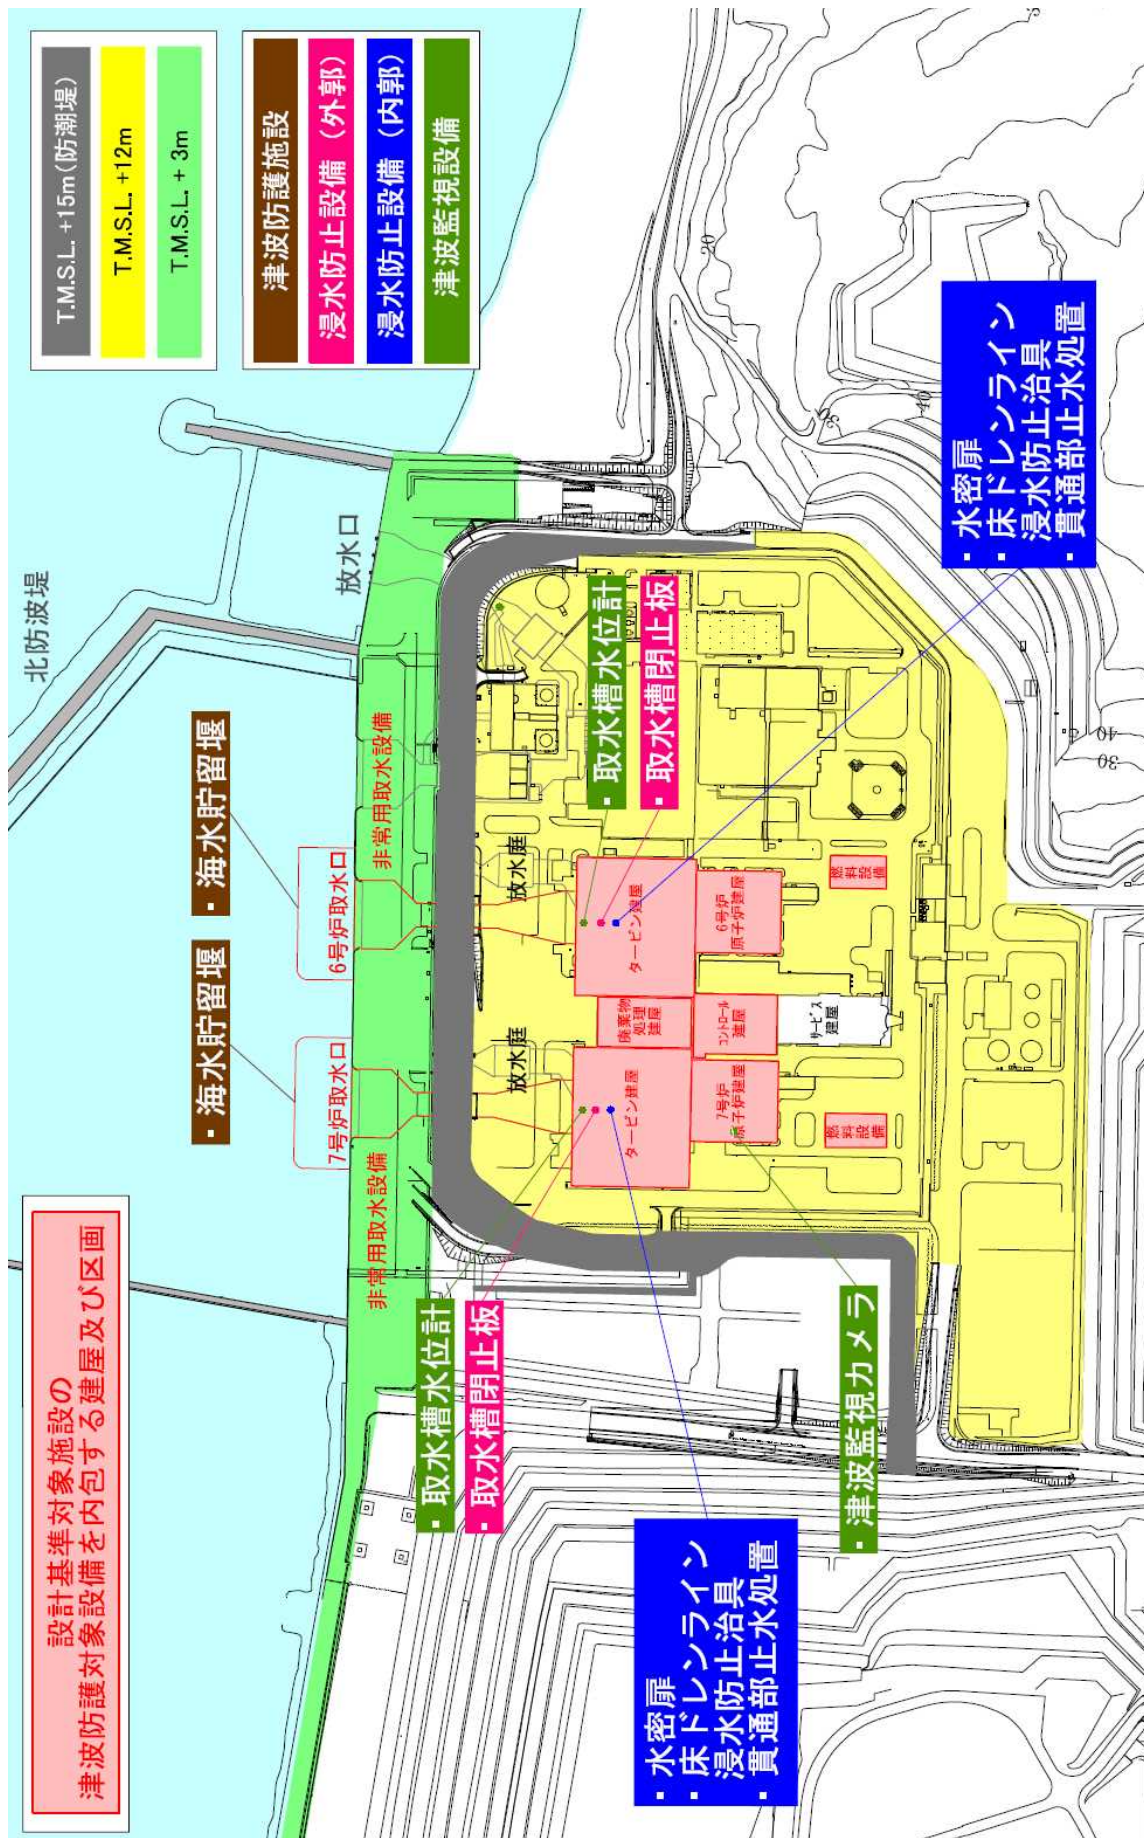 設計基準対象施設の
津波防護対象設備を内包する建屋及び区画
T.M.S.L. +15m(防潮堤)
T.M.S.L. +12m
T.M.S.L. + 3m
津波防護施設
浸水防止設備（外郭）
浸水防止設備（内郭）
津波監視設備
北防波堤
放水口
▪ 海水貯留堰
▪ 海水貯留堰
7号炉取水口
6号炉取水口
非常用取水設備
非常用取水設備
放水庭
放水庭
▪ 取水槽水位計
▪ 取水槽閉止板
▪ 取水槽水位計
▪ 取水槽閉止板
タービン建屋
廃棄物
処理
建屋
タービン建屋
7号炉
原子炉建屋
コントロール
建屋
6号炉
原子炉建屋
サービス
建屋
燃料
設備
燃料
設備
▪ 津波監視カメラ
▪ 水密扉
▪ 床ドレンライン
浸水防止治具
▪ 貫通部止水処置
▪ 水密扉
▪ 床ドレンライン
浸水防止治具
▪ 貫通部止水処置
20
30
40
40
30